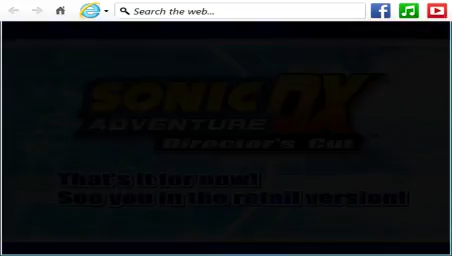 Search the web...
SONIC DX
ADVENTURE
Director's Cut
That's it for now!
See you in the retail version!